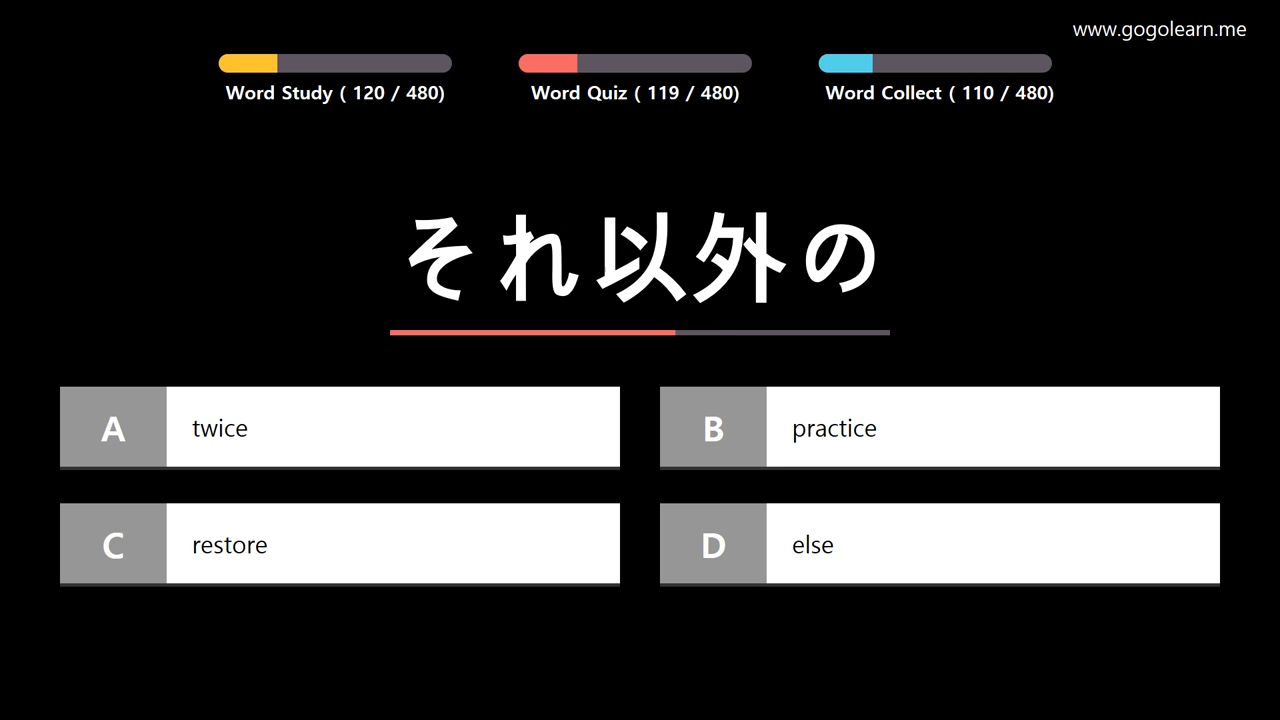 www.gogolearn.me
Word Study ( 120 / 480)
Word Quiz ( 119 / 480)
Word Collect ( 110 / 480)
それ以外の
A twice
B practice
C restore
D else